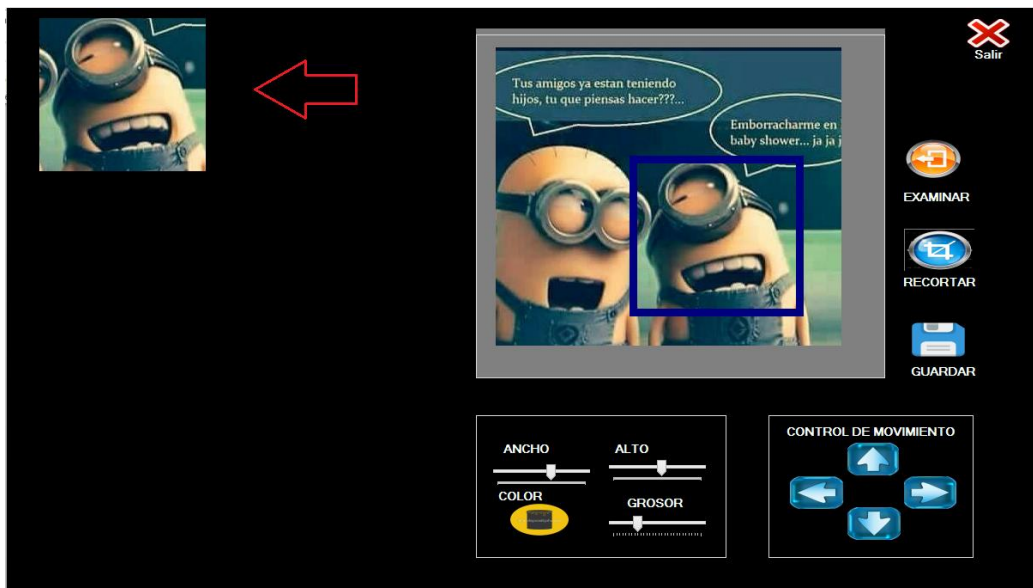 Salir
Tus amigos ya estan teniendo
hijos, tu que piensas hacer???...
Emborracharme en
baby shower... ja ja j
EXAMINAR
RECORTAR
GUARDAR
ANCHO
ALTO
COLOR
GROSOR
CONTROL DE MOVIMIENTO